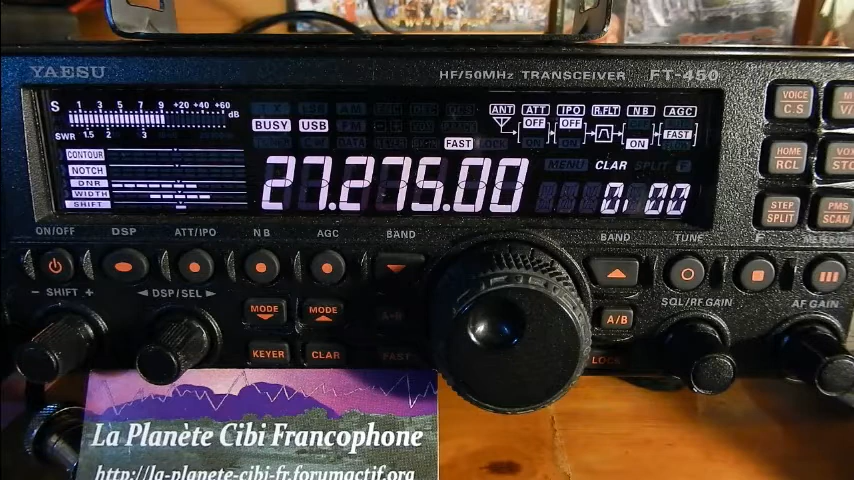 YAESU
HF/50MHz TRANSCEIVER FT-450
S 1 3 5 7 9 +20 +40 +60 dB
SWR 1.5 2 3
BUSY USB
FAST
ANT ATT IPO R.FLT NB AGC
OFF OFF FAST
ON
CONTOUR
NOTCH
DNR
WIDTH
SHIFT
27.275.00
MENU CLAR SPLIT
0.00
VOICE C.S
HOME RCL
STEP SPLIT
PMS SCAN
ON/OFF DSP ATT/IPO NB AGC BAND BAND TUNE F
- SHIFT + ◄DSP/SEL►
MODE MODE A/B
SQL/RF GAIN AF GAIN
KEYER CLAR FAST LOCK
La Planète Cibi Francophone
http://la-planete-cibi-fr.forumactif.org